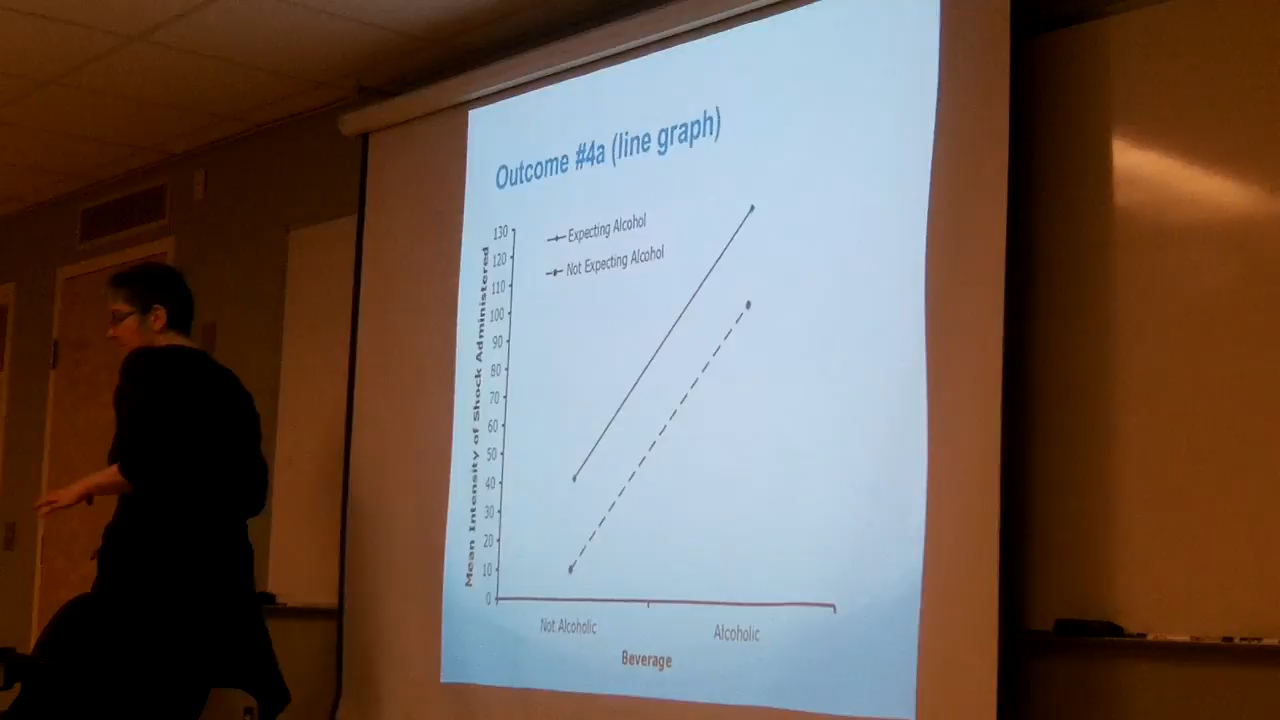 Outcome #4a (line graph)
Expecting Alcohol
Not Expecting Alcohol
130
120
110
100
90
80
70
60
50
40
30
20
10
0
Mean Intensity of Shock Administered
Not Alcoholic
Alcoholic
Beverage